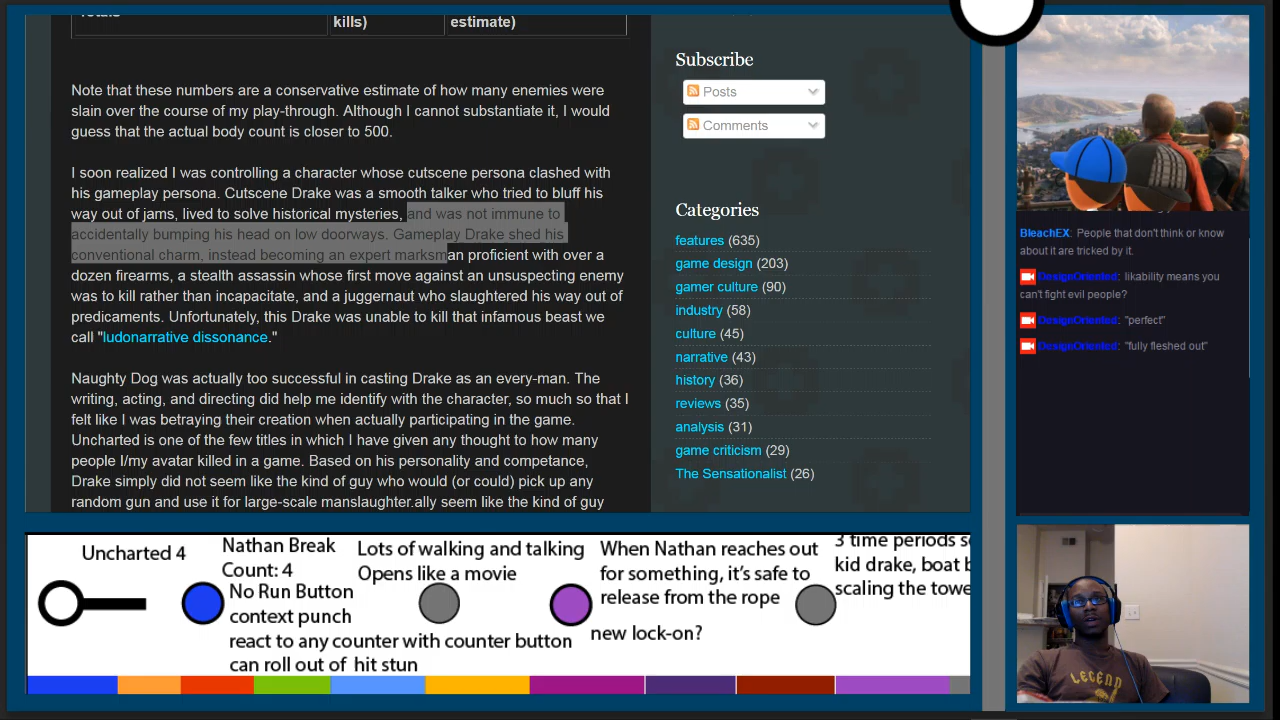 kills)
estimate)
Note that these numbers are a conservative estimate of how many enemies were
slain over the course of my play-through. Although I cannot substantiate it, I would
guess that the actual body count is closer to 500.
I soon realized I was controlling a character whose cutscene persona clashed with
his gameplay persona. Cutscene Drake was a smooth talker who tried to bluff his
way out of jams, lived to solve historical mysteries, and was not immune to
accidentally bumping his head on low doorways. Gameplay Drake shed his
conventional charm, instead becoming an expert marksman proficient with over a
dozen firearms, a stealth assassin whose first move against an unsuspecting enemy
was to kill rather than incapacitate, and a juggernaut who slaughtered his way out of
predicaments. Unfortunately, this Drake was unable to kill that infamous beast we
call "ludonarrative dissonance."
Naughty Dog was actually too successful in casting Drake as an every-man. The
writing, acting, and directing did help me identify with the character, so much so that I
felt like I was betraying their creation when actually participating in the game.
Uncharted is one of the few titles in which I have given any thought to how many
people I/my avatar killed in a game. Based on his personality and competance,
Drake simply did not seem like the kind of guy who would (or could) pick up any
random gun and use it for large-scale manslaughter.ally seem like the kind of guy
Subscribe
Posts
Comments
Categories
features (635)
game design (203)
gamer culture (90)
industry (58)
culture (45)
narrative (43)
history (36)
reviews (35)
analysis (31)
game criticism (29)
The Sensationalist (26)
BleachEX: People that don't think or know
about it are tricked by it.
DesignOriented: likability means you
can't fight evil people?
DesignOriented: "perfect"
DesignOriented: "fully fleshed out"
Uncharted 4
Nathan Break
Count: 4
No Run Button
context punch
react to any counter with counter button
can roll out of hit stun
Lots of walking and talking
Opens like a movie
When Nathan reaches out
for something, it's safe to
release from the rope
new lock-on?
3 time periods
kid drake, boat
scaling the
LEGEND